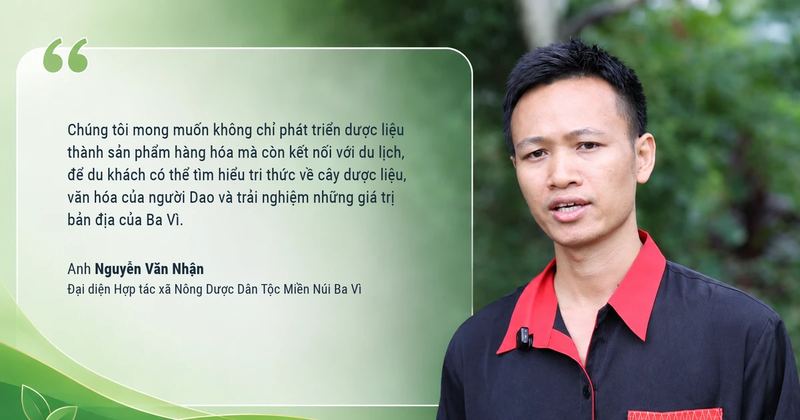 Chúng tôi mong muốn không chỉ phát triển dược liệu
thành sản phẩm hàng hóa mà còn kết nối với du lịch,
để du khách có thể tìm hiểu tri thức về cây dược liệu,
văn hóa của người Dao và trải nghiệm những giá trị
bản địa của Ba Vì.
Anh Nguyễn Văn Nhận
Đại diện Hợp tác xã Nông Dược Dân Tộc Miền Núi Ba Vì